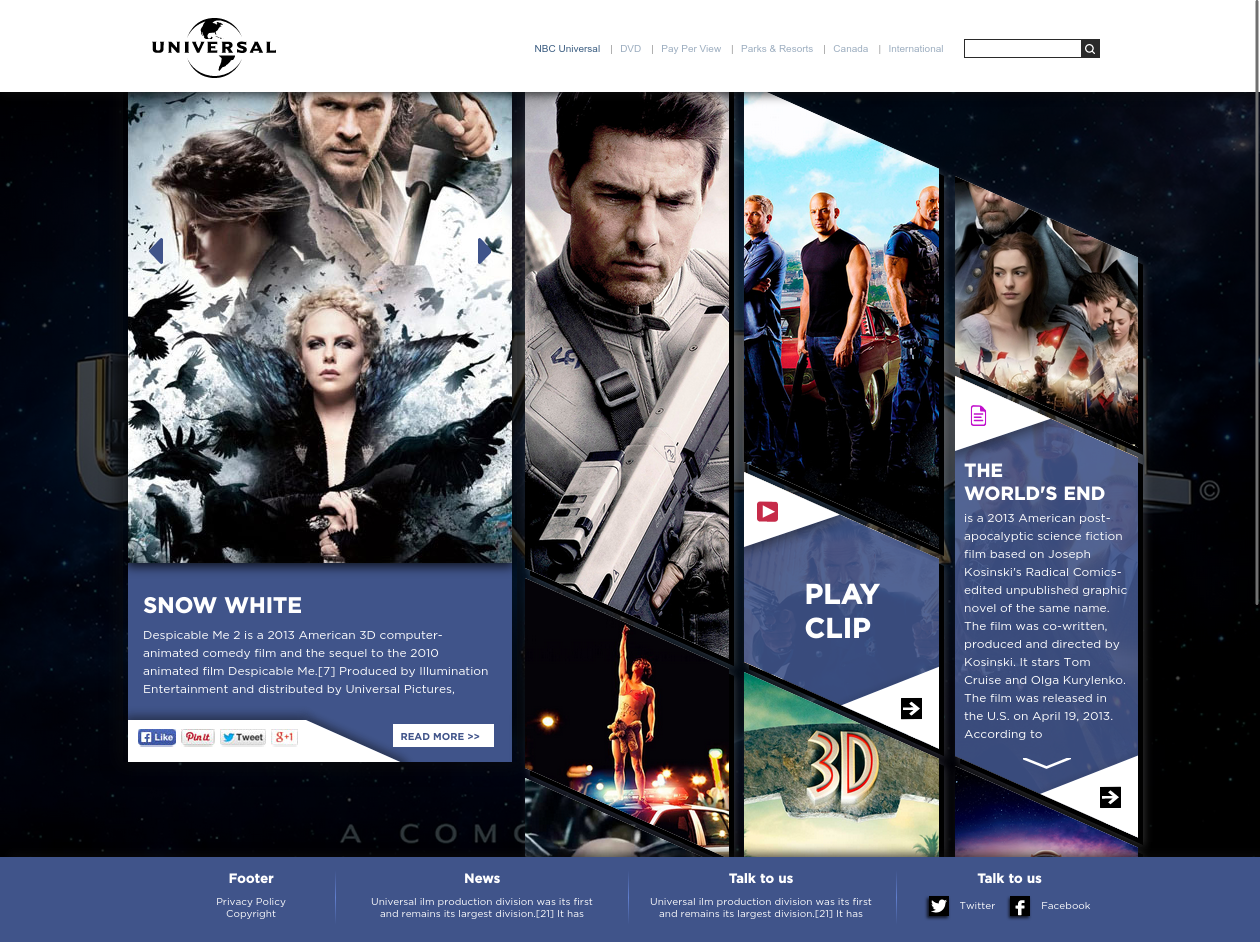 UNIVERSAL
NBC Universal | DVD | Pay Per View | Parks & Resorts | Canada | International
SNOW WHITE
Despicable Me 2 is a 2013 American 3D computer-
animated comedy film and the sequel to the 2010
animated film Despicable Me.[7] Produced by Illumination
Entertainment and distributed by Universal Pictures,
Like
Pin it
Tweet
g+1
READ MORE >>
PLAY
CLIP
3D
THE
WORLD'S END
is a 2013 American post-
apocalyptic science fiction
film based on Joseph
Kosinski's Radical Comics-
edited unpublished graphic
novel of the same name.
The film was co-written,
produced and directed by
Kosinski. It stars Tom
Cruise and Olga Kurylenko.
The film was released in
the U.S. on April 19, 2013.
According to
©
A COMC
Footer
Privacy Policy
Copyright
News
Universal ilm production division was its first
and remains its largest division.[21] It has
Talk to us
Universal ilm production division was its first
and remains its largest division.[21] It has
Talk to us
Twitter
Facebook